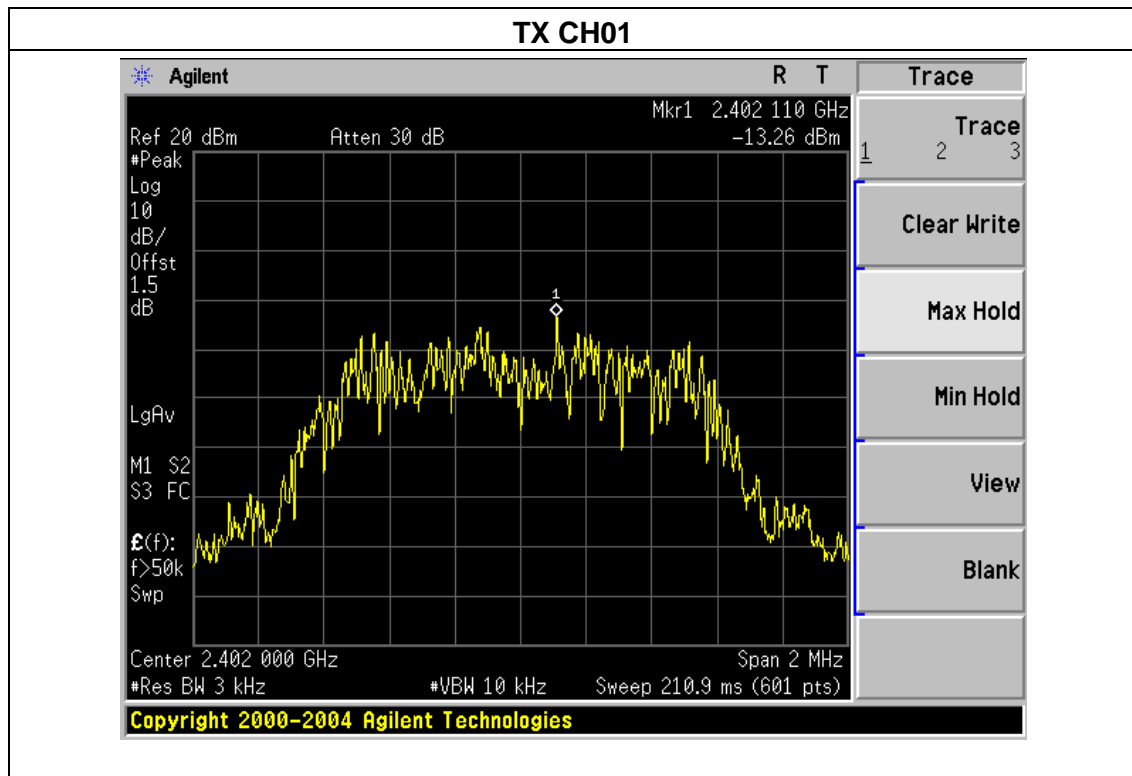 TX CH01
Agilent
R T
Trace
Mkr1 2.402 110 GHz
Ref 20 dBm
Atten 30 dB
-13.26 dBm
#Peak
Log
10
dB/
Offst
1.5
dB
1
LgAv
M1 S2
S3 FC
£(f):
f>50k
Swp
Center 2.402 000 GHz
Span 2 MHz
#Res BW 3 kHz
#VBW 10 kHz
Sweep 210.9 ms (601 pts)
Trace
1 2 3
Clear Write
Max Hold
Min Hold
View
Blank
Copyright 2000-2004 Agilent Technologies